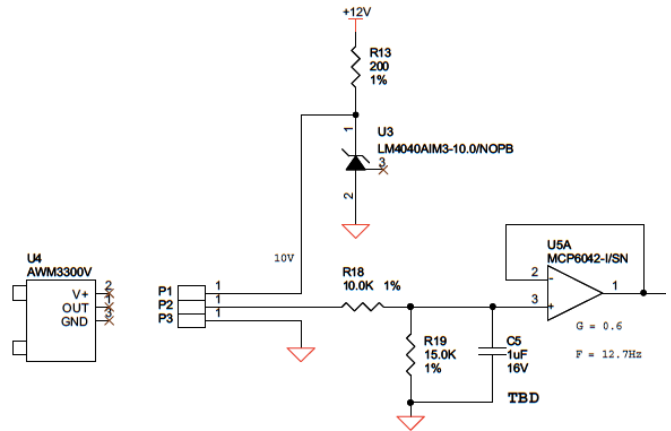 +12V
R13
200
1%
1
U3
LM4040AIM3-10.0/NOPB
3
2
10V
U4
AWM3300V
V+ 2
OUT 1
GND 3
P1 1
P2 1
P3 1
R18
10.0K 1%
R19
15.0K
1%
C5
1uF
16V
TBD
U5A
MCP6042-I/SN
2 -
1
3 +
G = 0.6
F = 12.7Hz